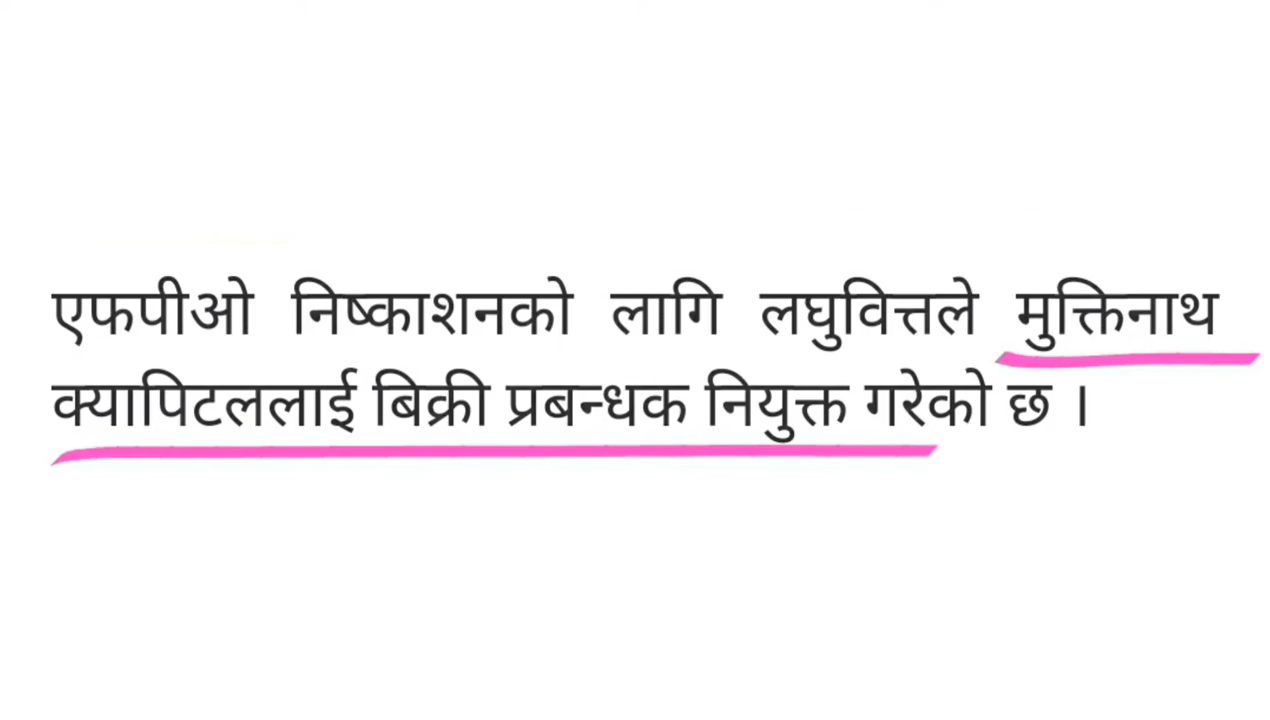 एफपीओ निष्काशनको लागि लघुवित्तले मुक्तिनाथ
क्यापिटललाई बिक्री प्रबन्धक नियुक्त गरेको छ ।